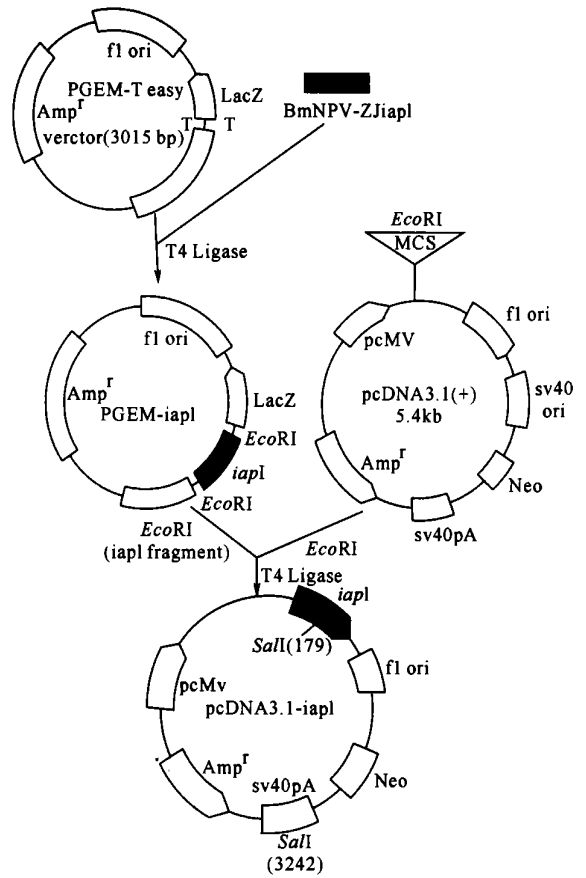 f1 ori
PGEM-T easy
LacZ
Amp^r
T T
verctor(3015 bp)
BmNPV-ZJiapl
T4 Ligase
EcoRI
MCS
f1 ori
pcMV
sv40
ori
pcDNA3.1(+)
5.4kb
Amp^r
Neo
sv40pA
f1 ori
Amp^r
PGEM-iapl
LacZ
EcoRI
iapl
EcoRI
EcoRI
(iapl fragment)
EcoRI
T4 Ligase
iapl
SalI(179)
f1 ori
pcMv
pcDNA3.1-iapl
Amp^r
sv40pA
Neo
SalI
(3242)